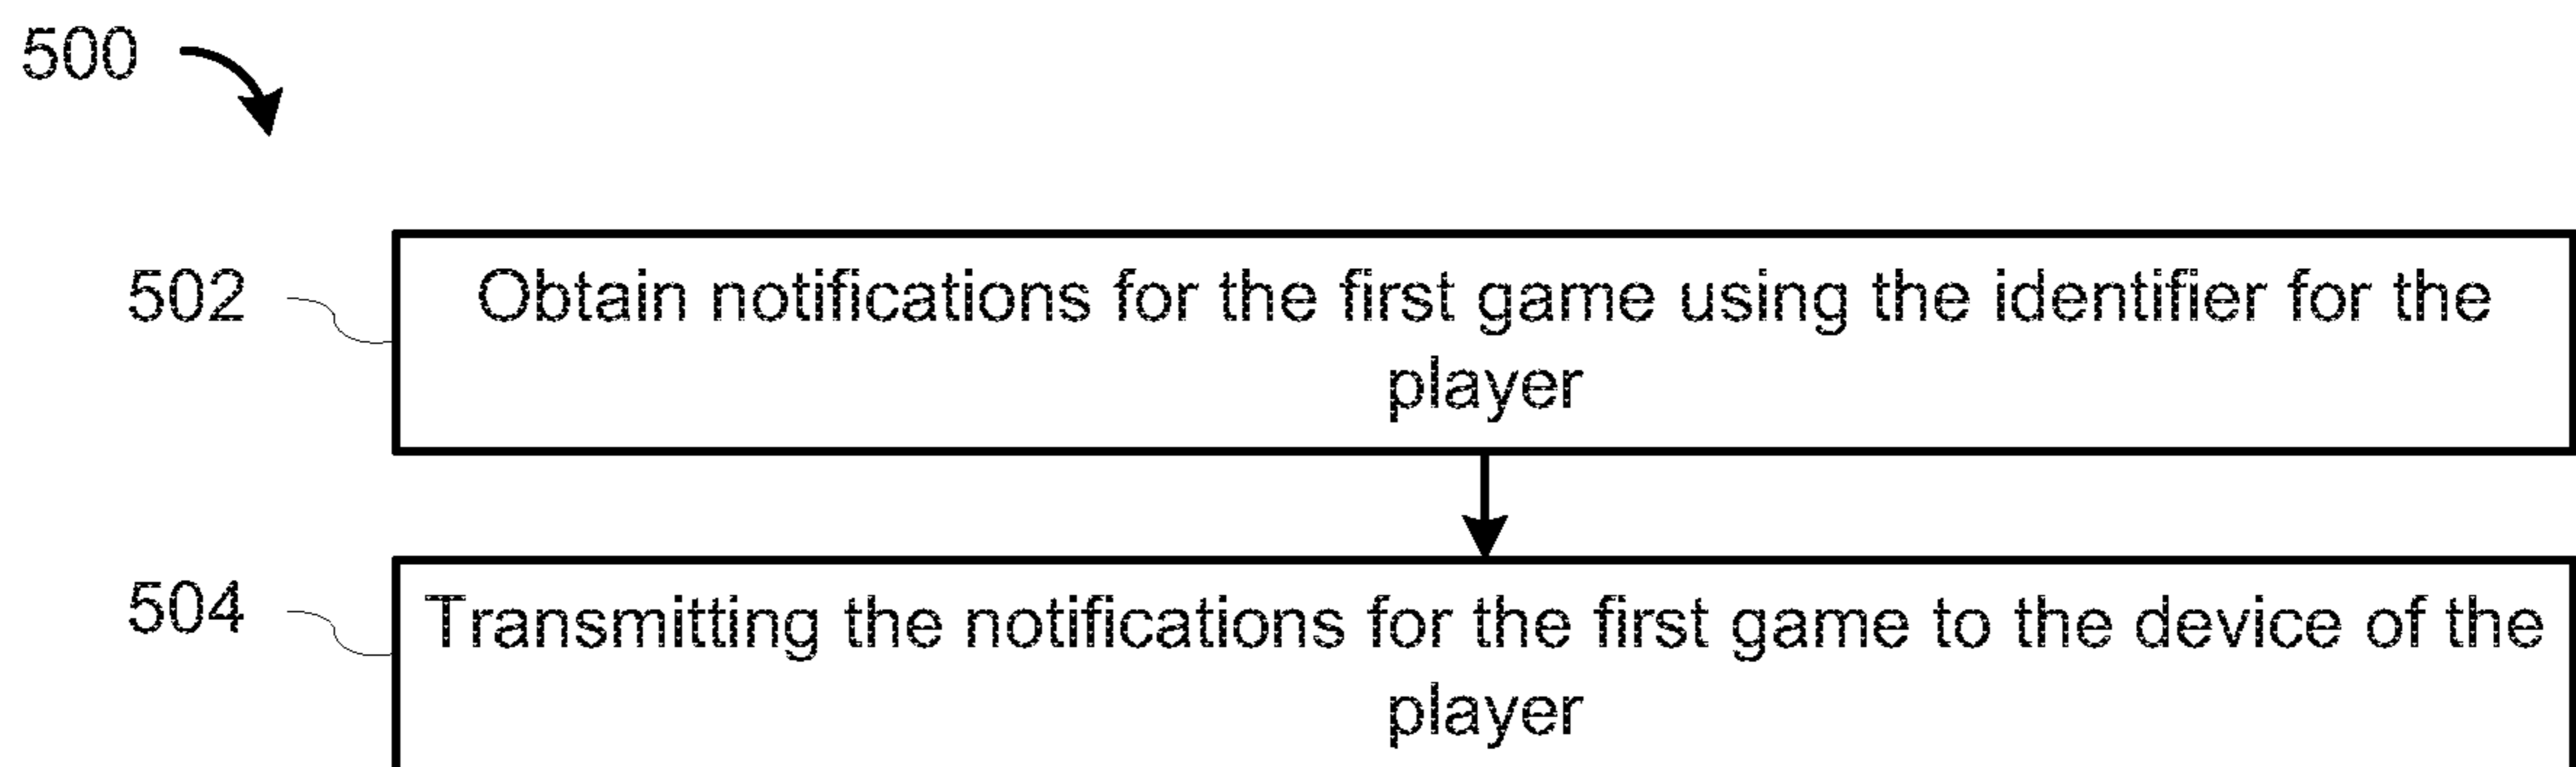 500
502
Obtain notifications for the first game using the identifier for the
player
504
Transmitting the notifications for the first game to the device of the
player